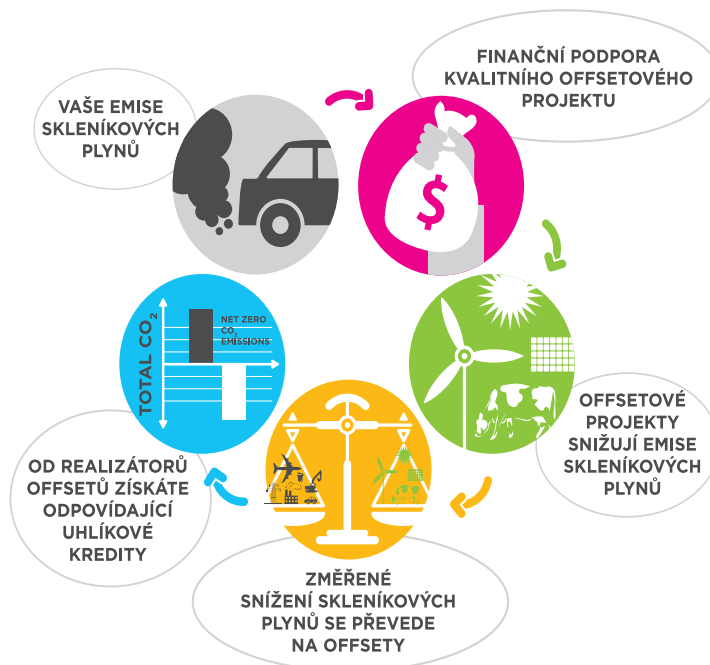 VAŠE EMISE
SKLENÍKOVÝCH
PLYNŮ
FINANČNÍ PODPORA
KVALITNÍHO OFFSETOVÉHO
PROJEKTU
$
OFFSETOVÉ
PROJEKTY
SNIŽUJÍ EMISE
SKLENÍKOVÝCH
PLYNŮ
ZMĚŘENÉ
SNÍŽENÍ SKLENÍKOVÝCH
PLYNŮ SE PŘEVEDE
NA OFFSETY
OD REALIZÁTORŮ
OFFSETŮ ZÍSKÁTE
ODPOVÍDAJÍCÍ
UHLÍKOVÉ
KREDITY
TOTAL CO₂
NET ZERO
CO₂
EMISSIONS